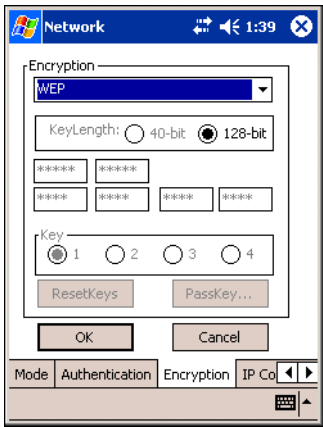 Network 1:39
Encryption
WEP
KeyLength: 40-bit 128-bit
***** *****
**** **** **** ****
Key
1 2 3 4
ResetKeys PassKey...
OK Cancel
Mode Authentication Encryption IP Co